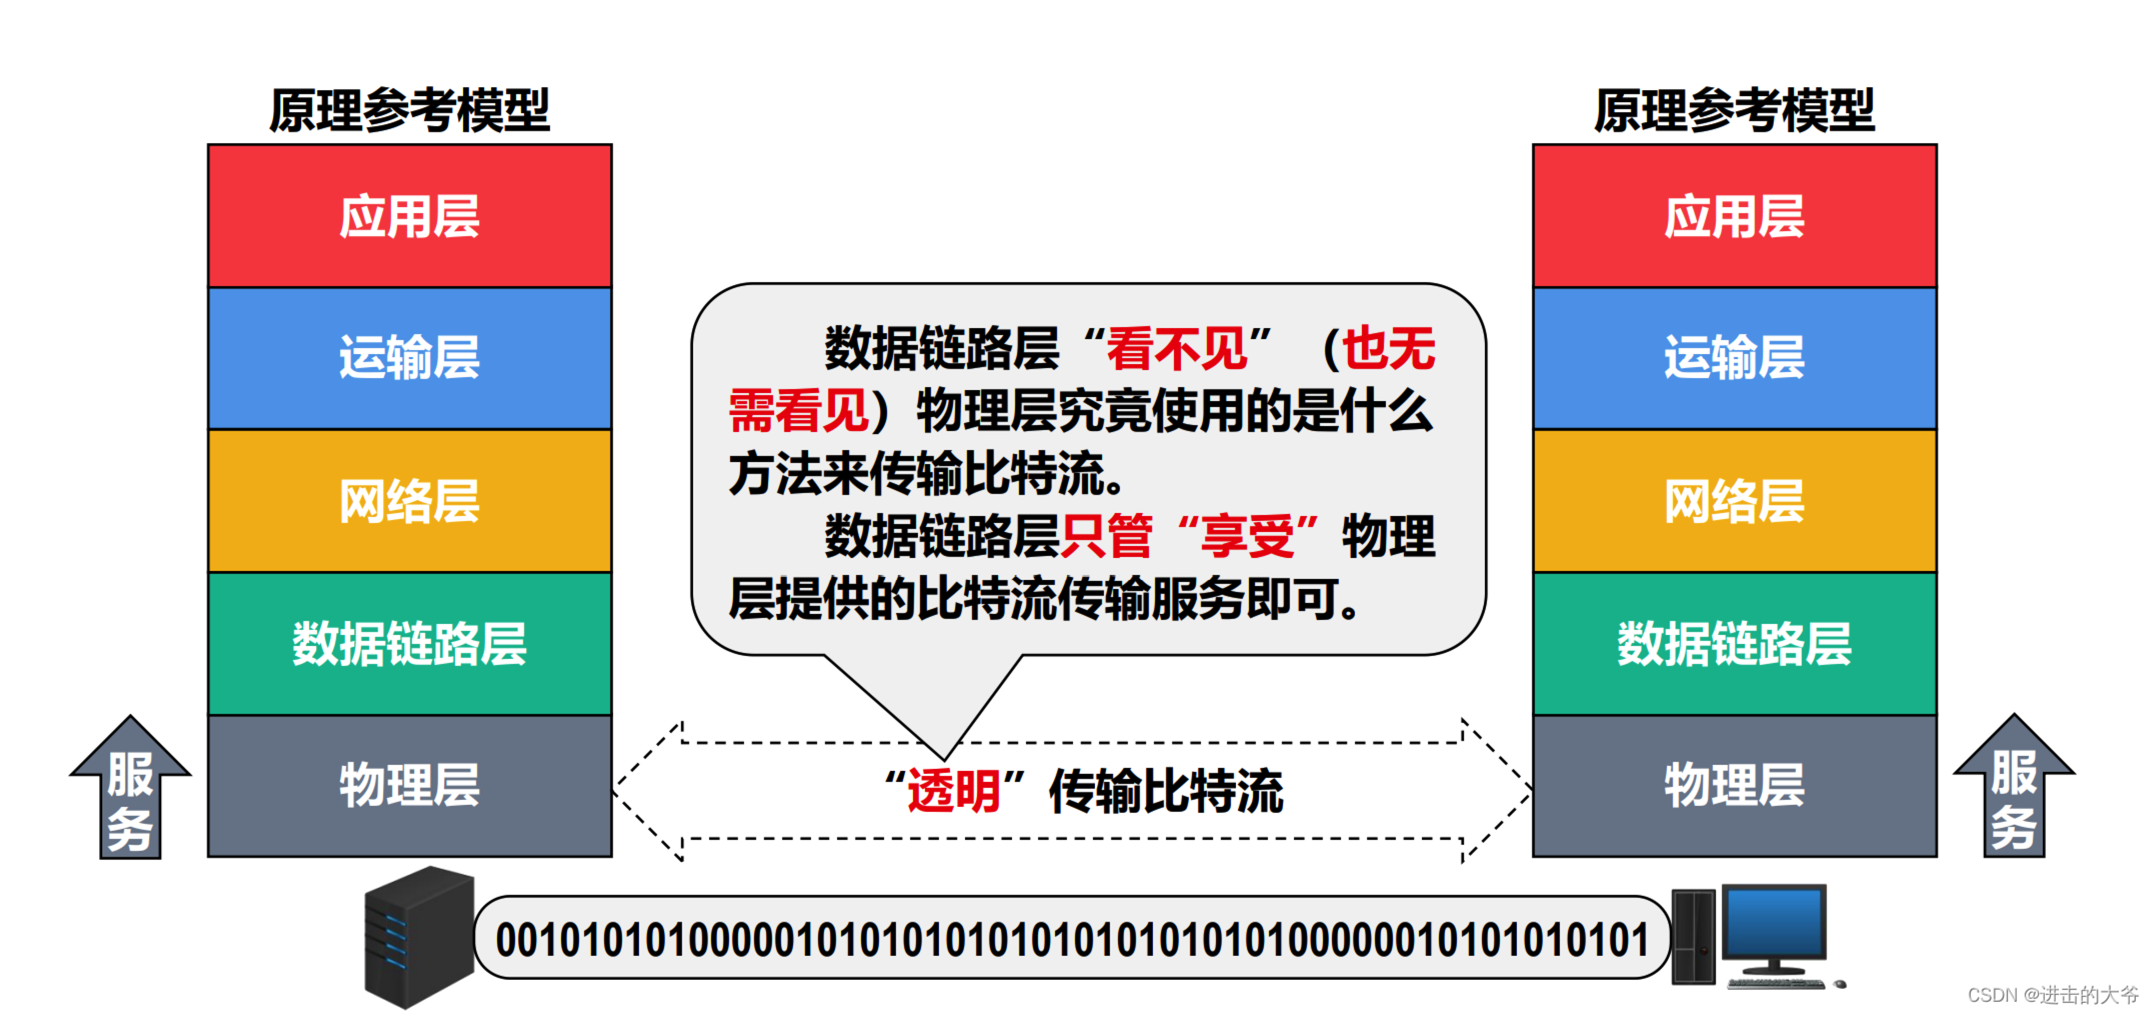 原理参考模型
应用层
运输层
网络层
数据链路层
物理层
服
务
数据链路层“看不见”（也无
需看见）物理层究竟使用的是什么
方法来传输比特流。
数据链路层只管“享受”物理
层提供的比特流传输服务即可。
“透明”传输比特流
原理参考模型
应用层
运输层
网络层
数据链路层
物理层
服
务
001010101000001010101010101010101010100000010101010101
CSDN @进击的大爷